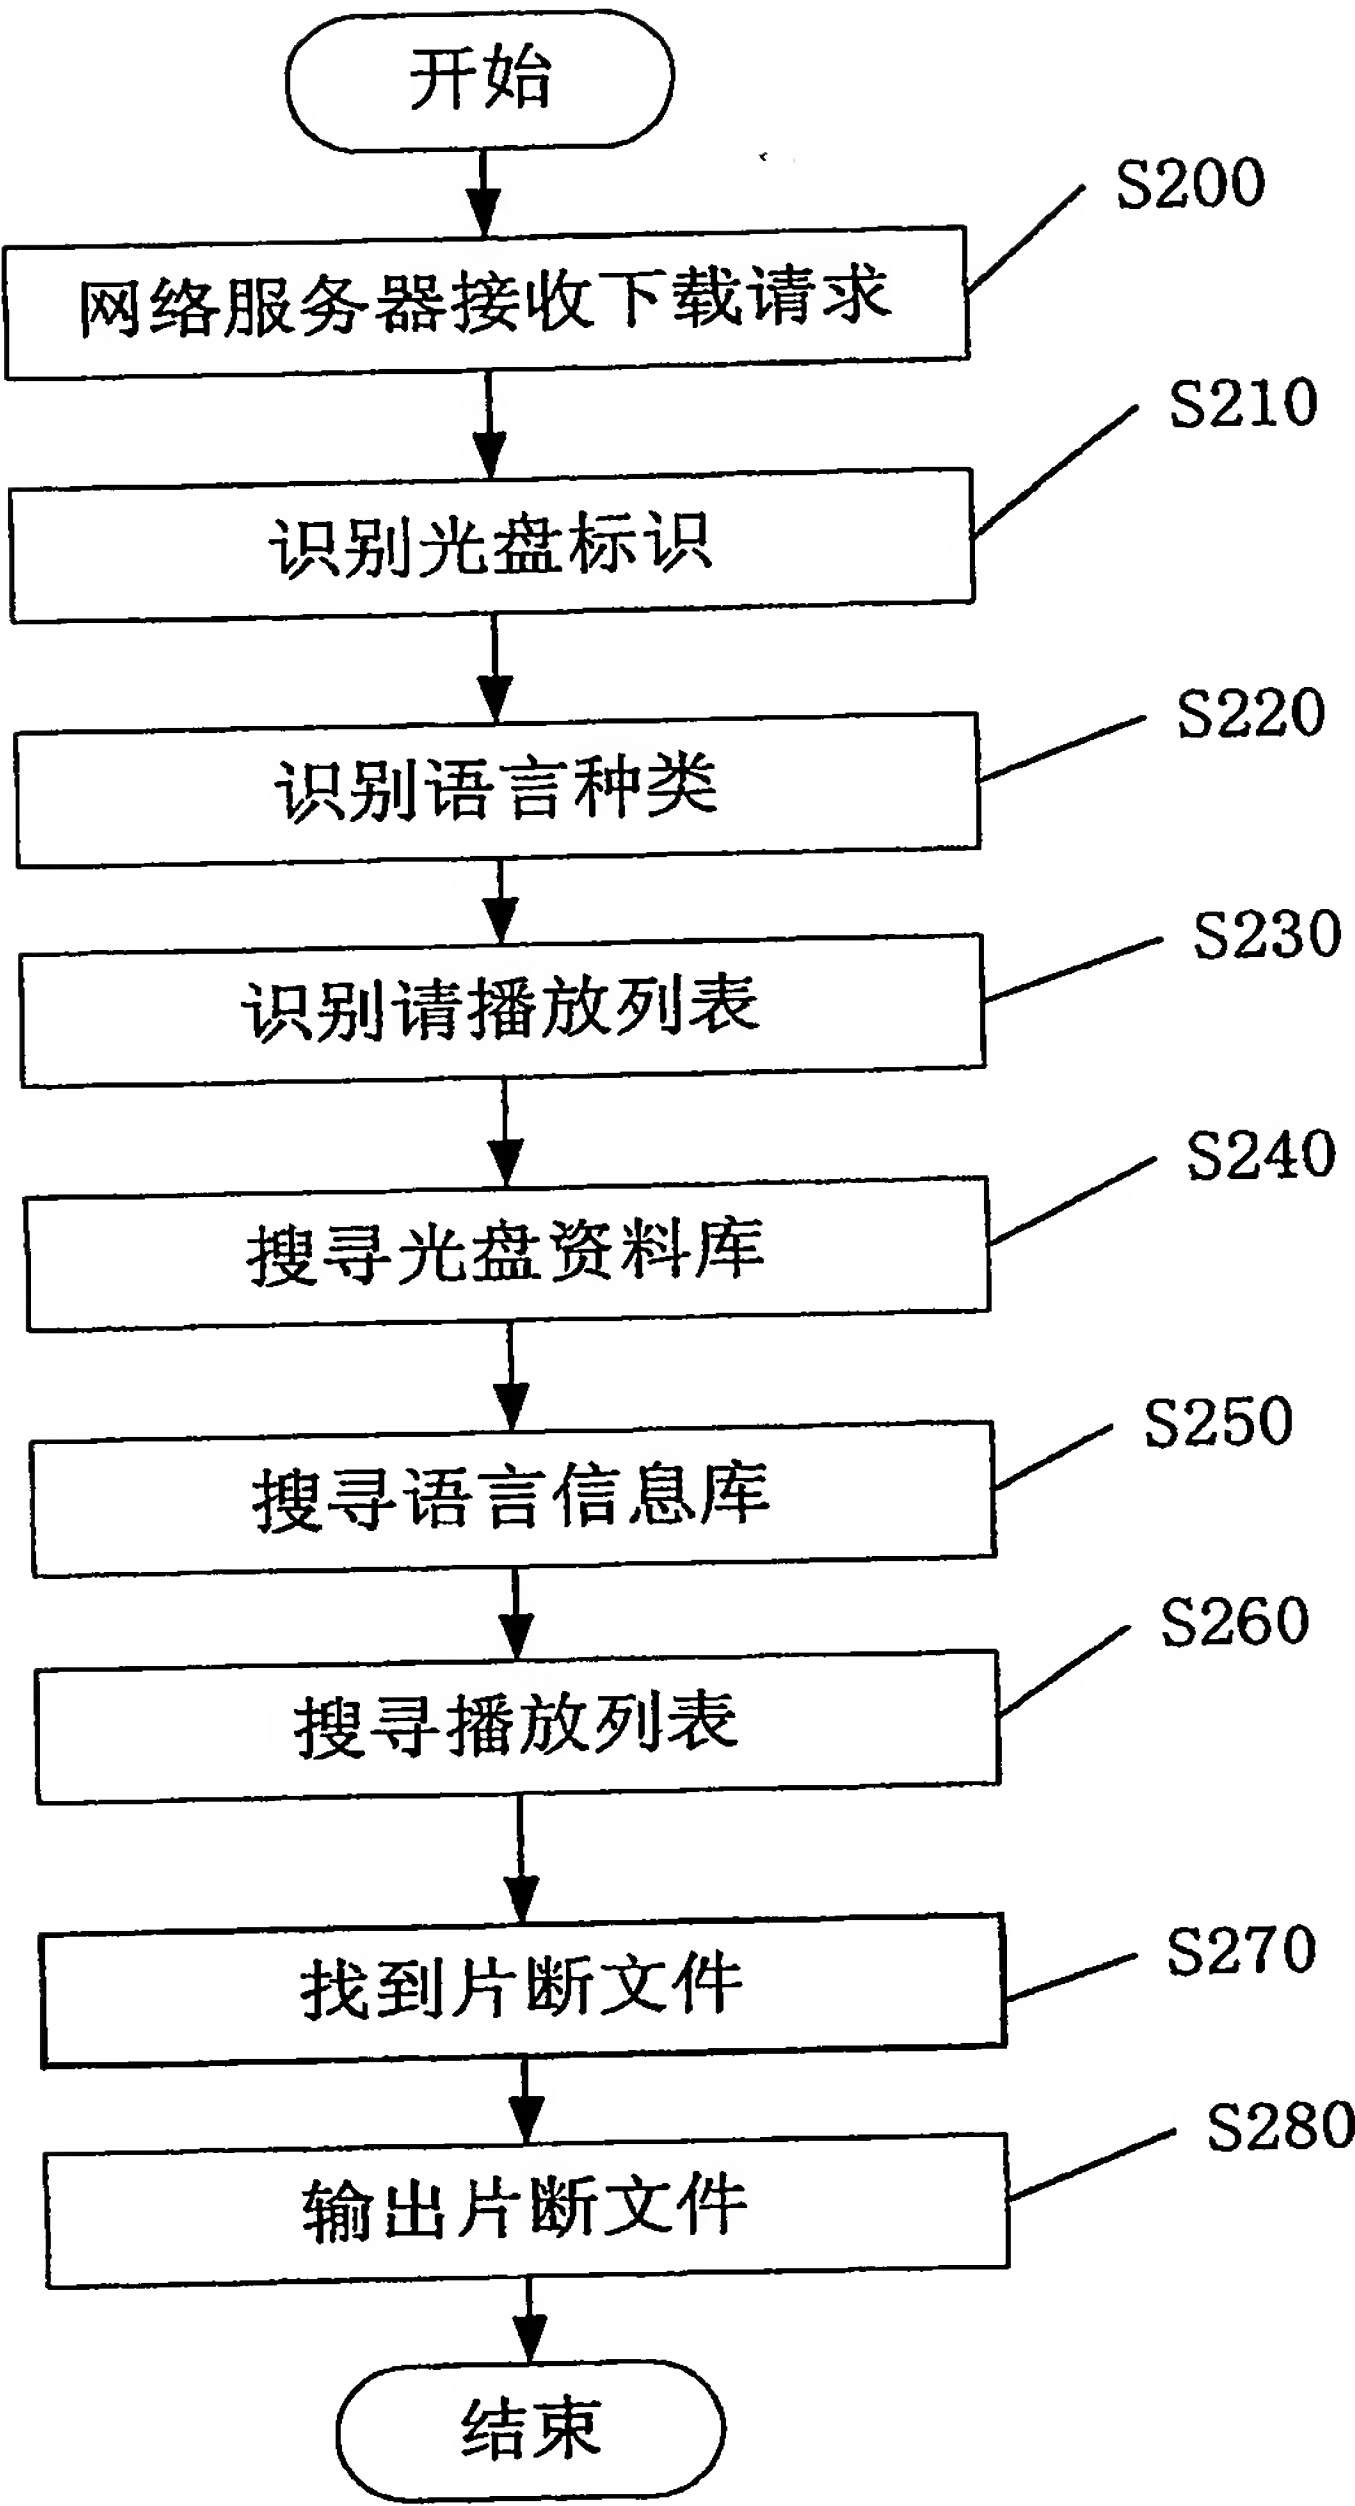 开始
S200
网络服务器接收下载请求
S210
识别光盘标识
S220
识别语言种类
S230
识别请播放列表
S240
搜寻光盘资料库
S250
搜寻语言信息库
S260
搜寻播放列表
S270
找到片断文件
S280
输出片断文件
结束